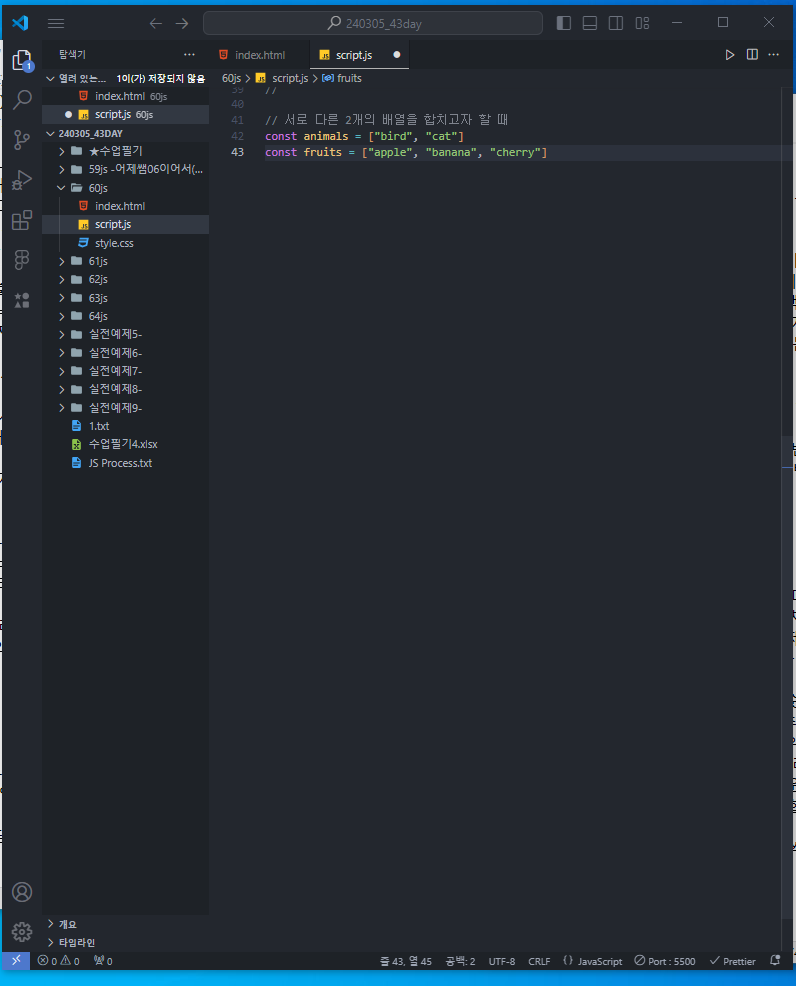 240305_43day
탐색기 ···
index.html
script.js
열려 있는... 1이(가) 저장되지 않음
index.html 60js
script.js 60js
240305_43DAY
★수업필기
59js -어제쌤06이어서(...
60js
index.html
script.js
style.css
61js
62js
63js
64js
실전예제5-
실전예제6-
실전예제7-
실전예제8-
실전예제9-
1.txt
수업필기4.xlsx
JS Process.txt
개요
타임라인
60js > script.js > fruits
39 //
40
41 // 서로 다른 2개의 배열을 합치고자 할 때
42 const animals = ["bird", "cat"]
43 const fruits = ["apple", "banana", "cherry"]
0 0 0 줄 43, 열 45 공백: 2 UTF-8 CRLF {} JavaScript Port : 5500 Prettier